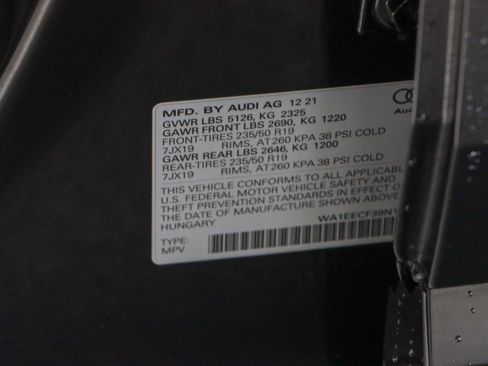 MFD. BY AUDI AG 12 21
GVWR LBS 5126, KG 2325
GAWR FRONT LBS 2690, KG 1220
FRONT-TIRES 235/50 R19
7JX19 RIMS, AT260 KPA 38 PSI COLD
GAWR REAR LBS 2646, KG 1200
REAR-TIRES 235/50 R19
7JX19 RIMS, AT260 KPA 38 PSI COLD
THIS VEHICLE CONFORMS TO ALL
U.S. FEDERAL MOTOR VEHICLE SAFETY AND
THEFT PREVENTION STANDARDS IN EFFECT O
THE DATE OF MANUFACTURE SHOWN ABOVE
HUNGARY
WA1EECF39N1
TYPE:
MPV
Aud